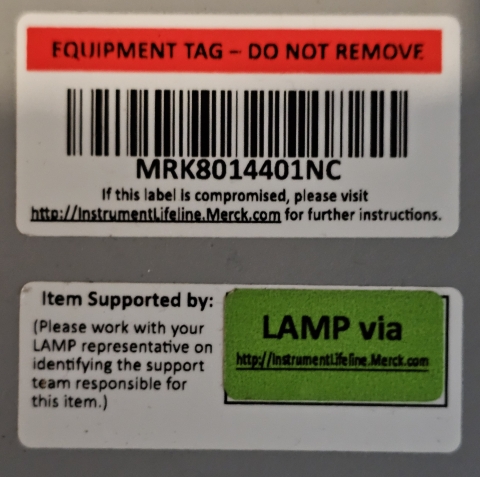 EQUIPMENT TAG – DO NOT REMOVE
MRK8014401NC
If this label is compromised, please visit
http://InstrumentLifeline.Merck.com for further instructions.
Item Supported by:
(Please work with your
LAMP representative on
identifying the support
team responsible for
this item.)
LAMP via
http://InstrumentLifeline.Merck.com